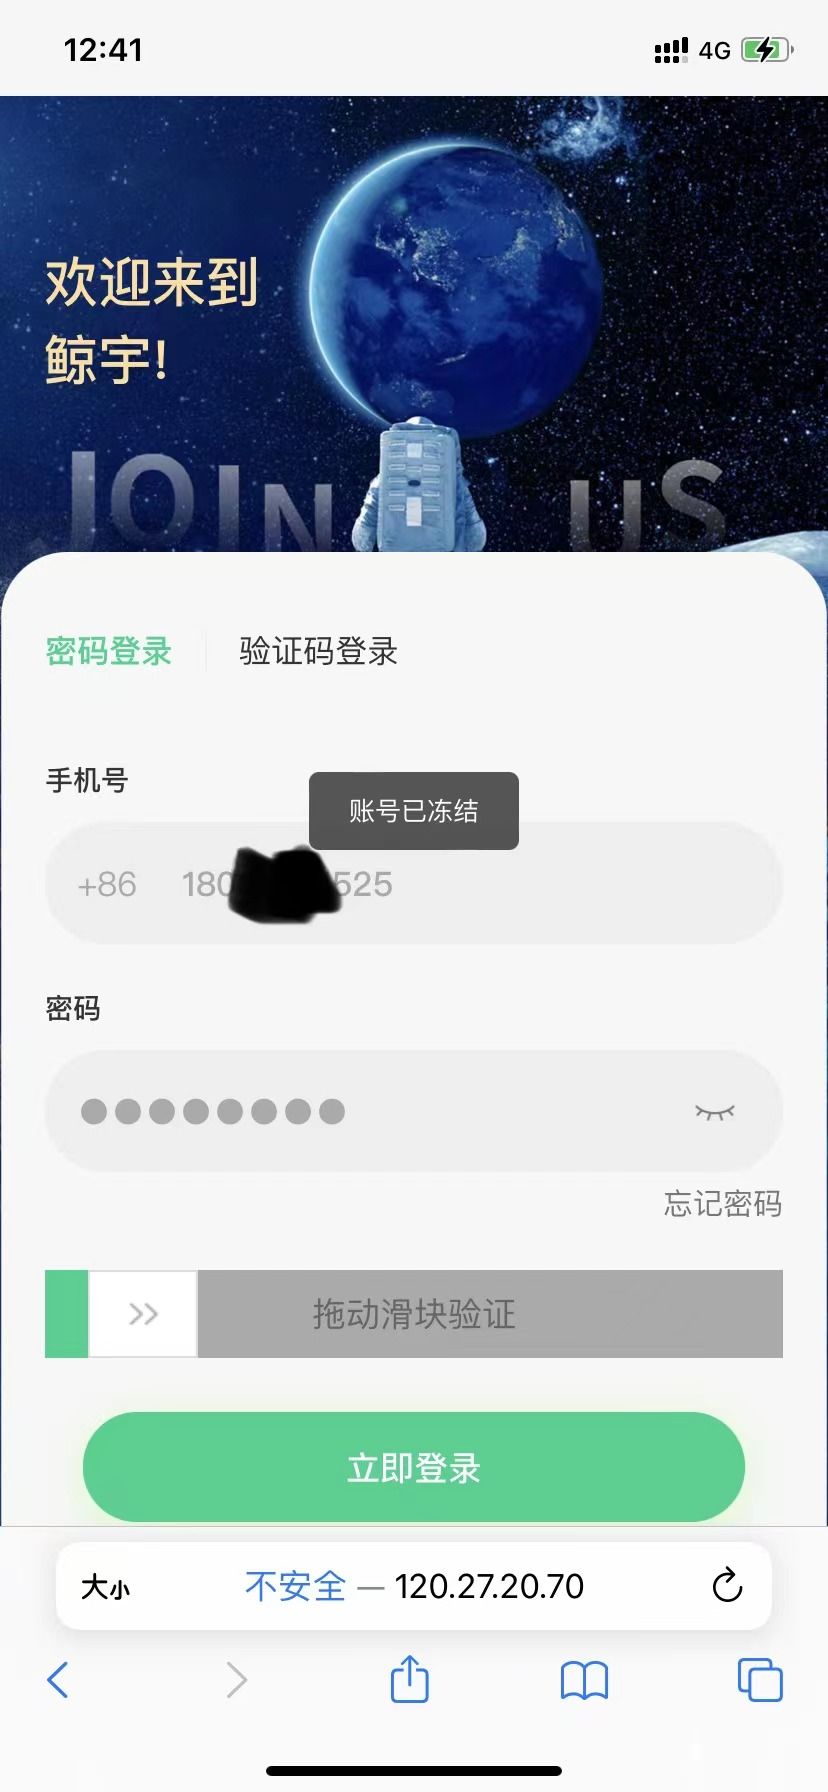 12:41
4G
欢迎来到
鲸宇!
JOIN US
密码登录
验证码登录
手机号
账号已冻结
+86 180 525
密码
忘记密码
拖动滑块验证
立即登录
大小
不安全 — 120.27.20.70